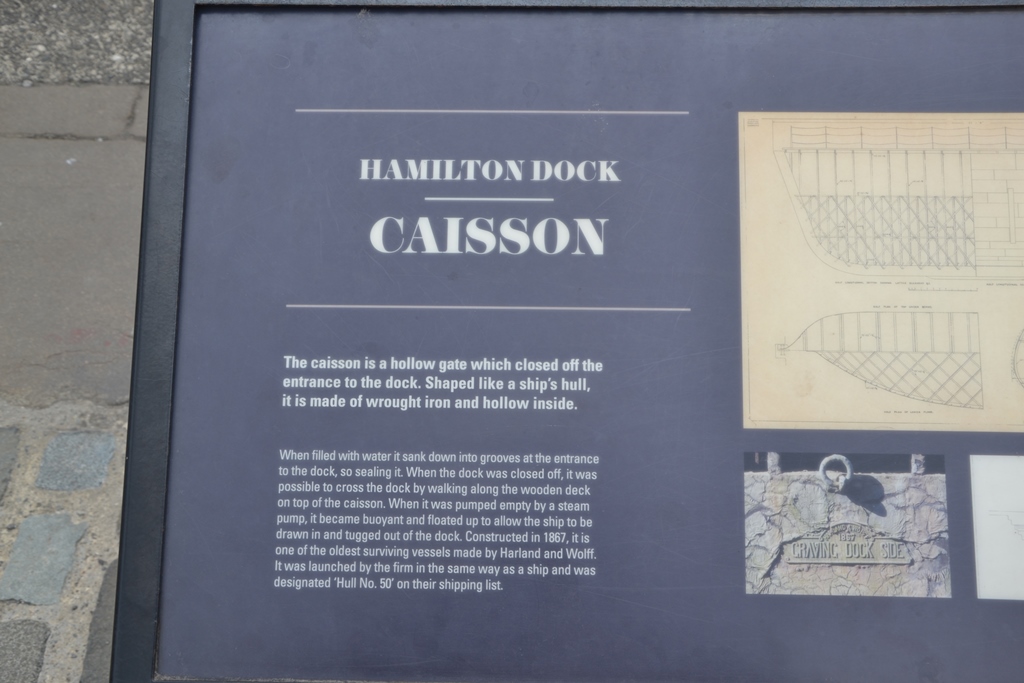 HAMILTON DOCK
CAISSON
The caisson is a hollow gate which closed off the
entrance to the dock. Shaped like a ship's hull,
it is made of wrought iron and hollow inside.
When filled with water it sank down into grooves at the entrance
to the dock, so sealing it. When the dock was closed off, it was
possible to cross the dock by walking along the wooden deck
on top of the caisson. When it was pumped empty by a steam
pump, it became buoyant and floated up to allow the ship to be
drawn in and tugged out of the dock. Constructed in 1867, it is
one of the oldest surviving vessels made by Harland and Wolff.
It was launched by the firm in the same way as a ship and was
designated 'Hull No. 50' on their shipping list.
1867
GRAVING DOCK SIDE